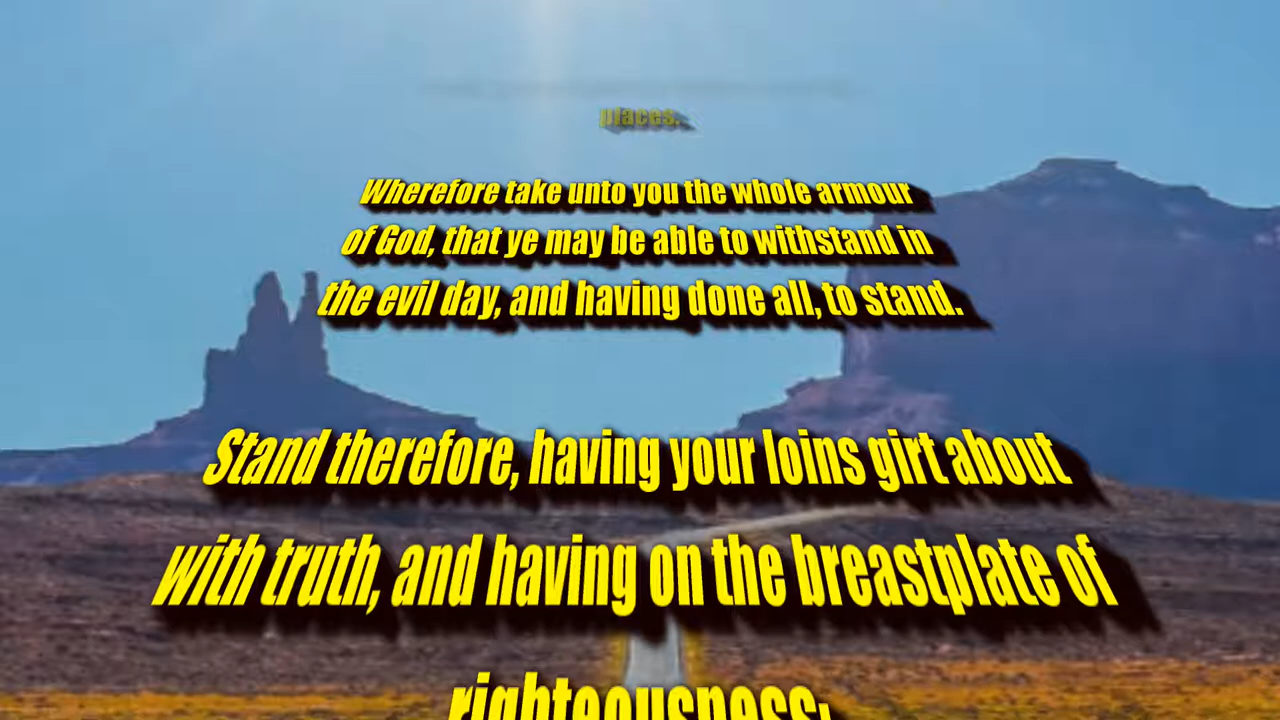 places.
Wherefore take unto you the whole armour
of God, that ye may be able to withstand in
the evil day, and having done all, to stand.
Stand therefore, having your loins girt about
with truth, and having on the breastplate of
righteousness;